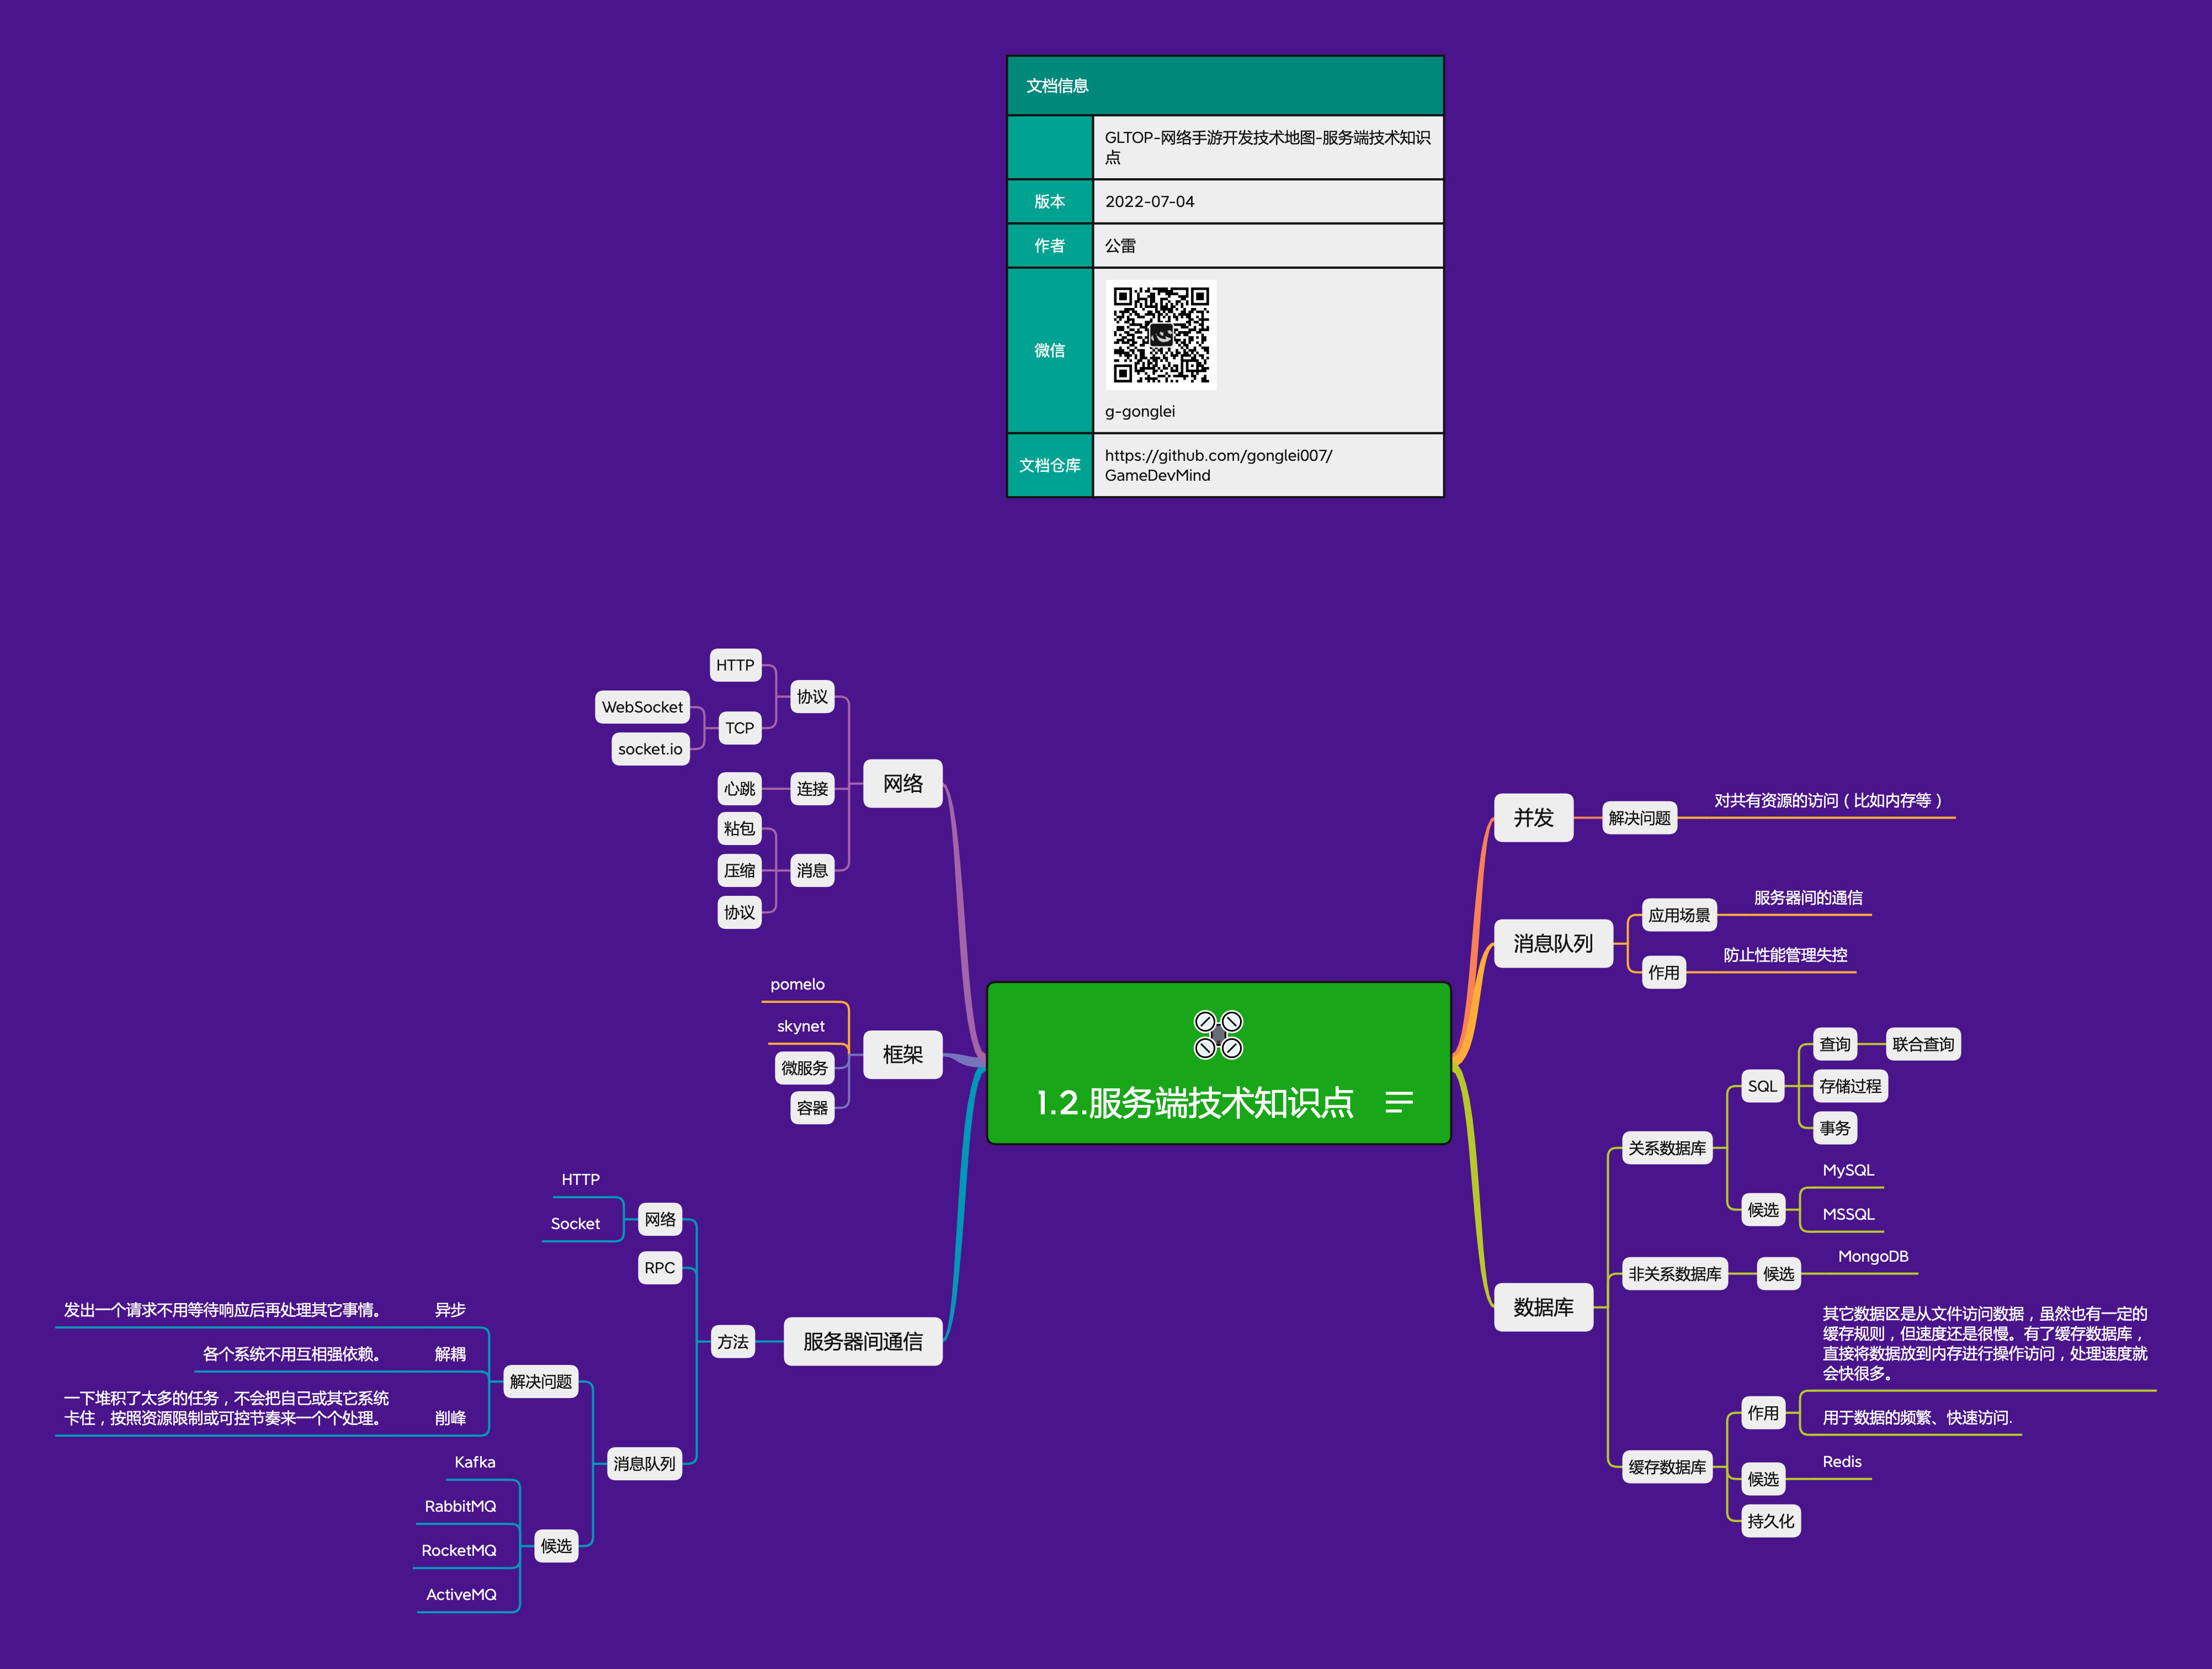 文档信息
GLTOP-网络手游开发技术地图-服务端技术知识
点
版本
2022-07-04
作者
公雷
微信
g-gonglei
文档仓库
https://github.com/gonglei007/
GameDevMind
1.2.服务端技术知识点
并发
解决问题
对共有资源的访问（比如内存等）
消息队列
应用场景
服务器间的通信
作用
防止性能管理失控
数据库
关系数据库
SQL
查询
联合查询
存储过程
事务
候选
MySQL
MSSQL
非关系数据库
候选
MongoDB
缓存数据库
作用
其它数据区是从文件访问数据，虽然也有一定的
缓存规则，但速度还是很慢。有了缓存数据库，
直接将数据放到内存进行操作访问，处理速度就
会快很多。
用于数据的频繁、快速访问.
候选
Redis
持久化
网络
协议
HTTP
TCP
WebSocket
socket.io
连接
心跳
消息
粘包
压缩
协议
框架
pomelo
skynet
微服务
容器
服务器间通信
方法
网络
HTTP
Socket
RPC
消息队列
解决问题
异步
发出一个请求不用等待响应后再处理其它事情。
解耦
各个系统不用互相强依赖。
削峰
一下堆积了太多的任务，不会把自己或其它系统
卡住，按照资源限制或可控节奏来一个个处理。
候选
Kafka
RabbitMQ
RocketMQ
ActiveMQ